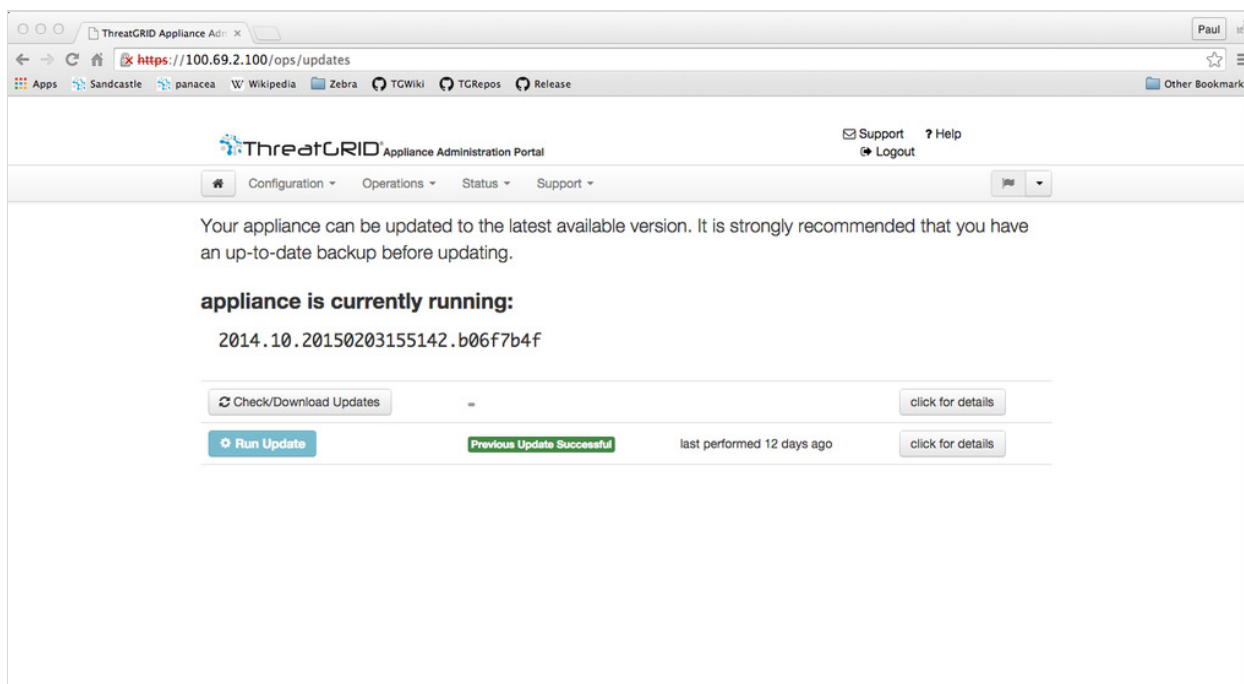 ThreatGRID Appliance Adn
Paul
https://100.69.2.100/ops/updates
Apps Sandcastle panacea W Wikipedia Zebra TGWiki TGRepos Release Other Bookmark
Support ? Help
ThreatGRID® Appliance Administration Portal
Logout
Configuration Operations Status Support
Your appliance can be updated to the latest available version. It is strongly recommended that you have
an up-to-date backup before updating.
appliance is currently running:
2014.10.20150203155142.b06f7b4f
Check/Download Updates - click for details
Run Update Previous Update Successful last performed 12 days ago click for details